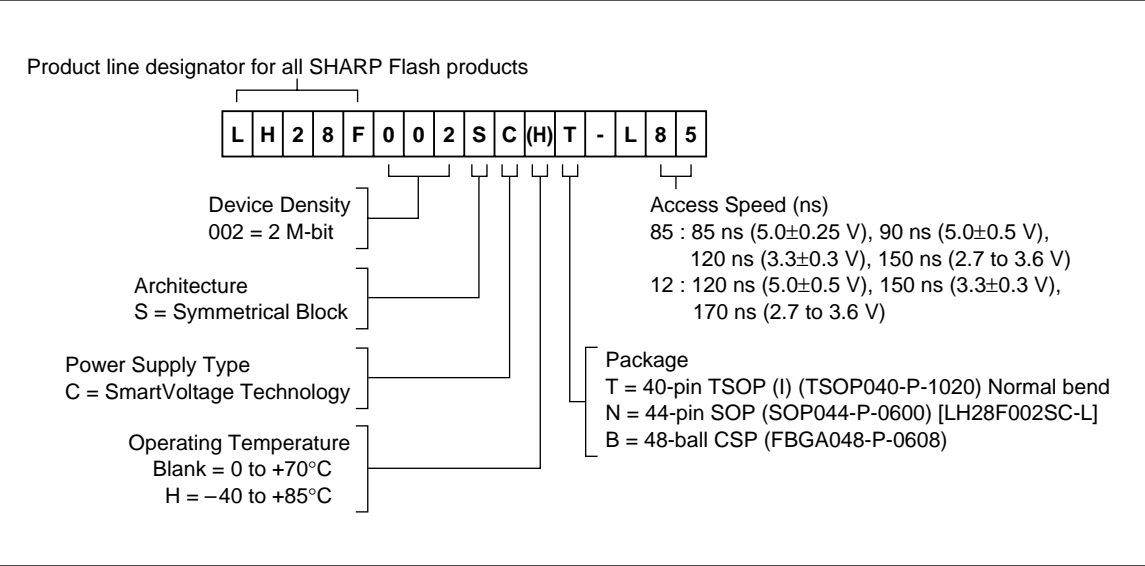 Product line designator for all SHARP Flash products
L H 2 8 F 0 0 2 S C (H) T - L 8 5
Device Density
002 = 2 M-bit
Architecture
S = Symmetrical Block
Power Supply Type
C = SmartVoltage Technology
Operating Temperature
Blank = 0 to +70°C
H = −40 to +85°C
Access Speed (ns)
85 : 85 ns (5.0±0.25 V), 90 ns (5.0±0.5 V),
120 ns (3.3±0.3 V), 150 ns (2.7 to 3.6 V)
12 : 120 ns (5.0±0.5 V), 150 ns (3.3±0.3 V),
170 ns (2.7 to 3.6 V)
Package
T = 40-pin TSOP (I) (TSOP040-P-1020) Normal bend
N = 44-pin SOP (SOP044-P-0600) [LH28F002SC-L]
B = 48-ball CSP (FBGA048-P-0608)